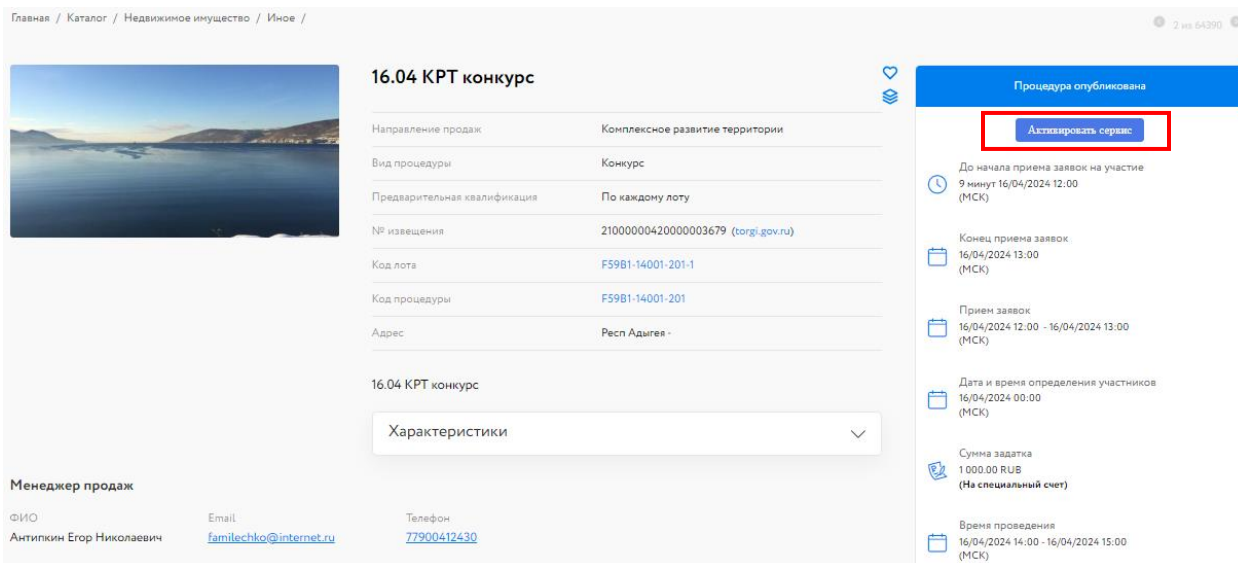 Главная / Каталог / Недвижимое имущество / Иное /
2 из 64390
16.04 КРТ конкурс
Направление продаж Комплексное развитие территории
Вид процедуры Конкурс
Предварительная квалификация По каждому лоту
№ извещения 21000000420000003679 (torgi.gov.ru)
Код лота F59B1-14001-201-1
Код процедуры F59B1-14001-201
Адрес Респ Адыгея -
16.04 КРТ конкурс
Характеристики
Процедура опубликована
Активировать сервис
До начала приема заявок на участие
9 минут 16/04/2024 12:00
(МСК)
Конец приема заявок
16/04/2024 13:00
(МСК)
Прием заявок
16/04/2024 12:00 - 16/04/2024 13:00
(МСК)
Дата и время определения участников
16/04/2024 00:00
(МСК)
Сумма задатка
1 000.00 RUB
(На специальный счет)
Время проведения
16/04/2024 14:00 - 16/04/2024 15:00
(МСК)
Менеджер продаж
ФИО Email Телефон
Антипкин Егор Николаевич familechko@internet.ru 77900412430